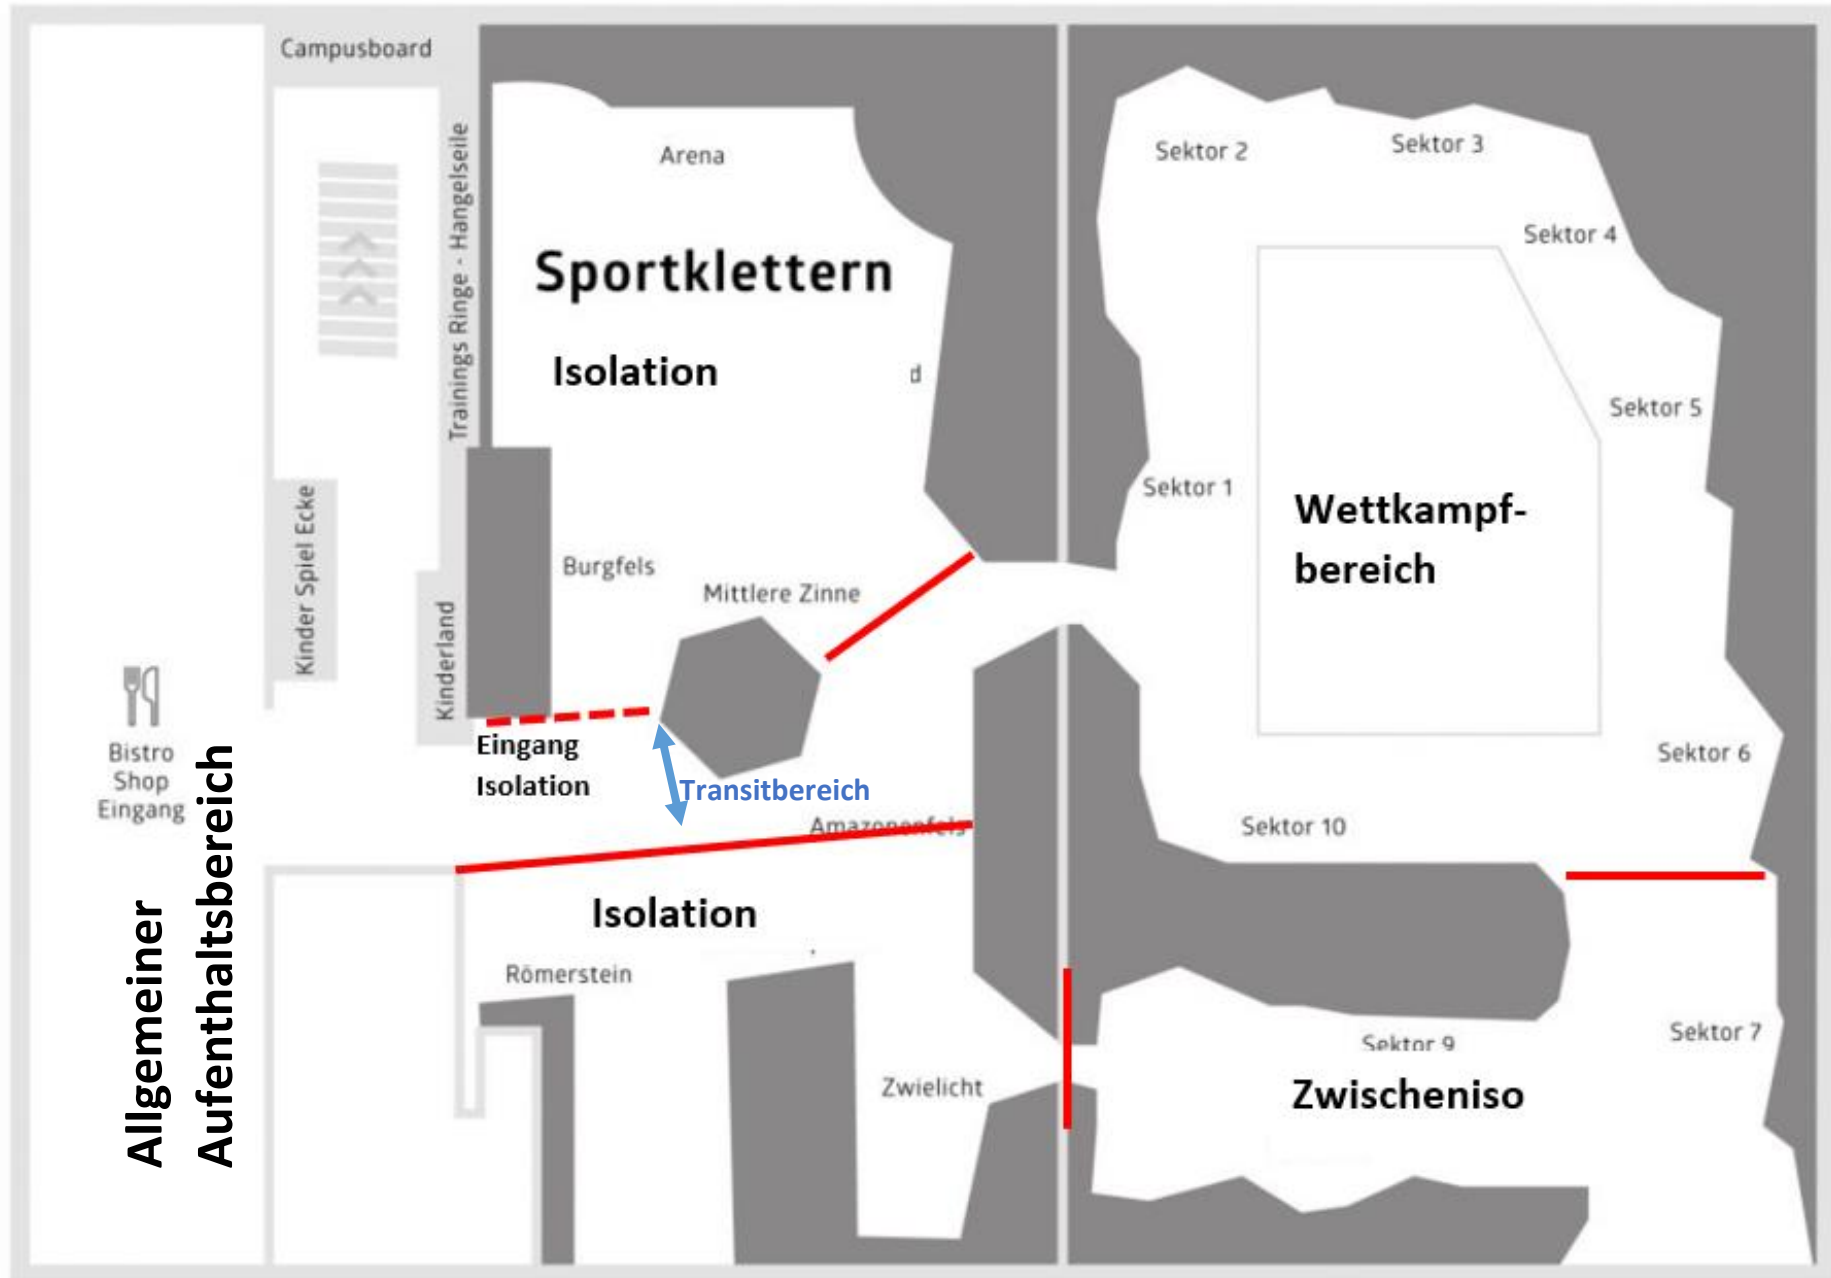 Campusboard
Trainings Ringe - Hangelseile
Arena
Sportklettern
Isolation
d
Sektor 2
Sektor 3
Sektor 4
Sektor 5
Sektor 1
Wettkampf-
bereich
Kinder Spiel Ecke
Kinderland
Burgfels
Mittlere Zinne
Bistro
Shop
Eingang
Eingang
Isolation
Transitbereich
Amazonenfels
Sektor 6
Sektor 10
Allgemeiner
Aufenthaltsbereich
Isolation
Römerstein
Zwielicht
Sektor 9
Sektor 7
Zwischeniso